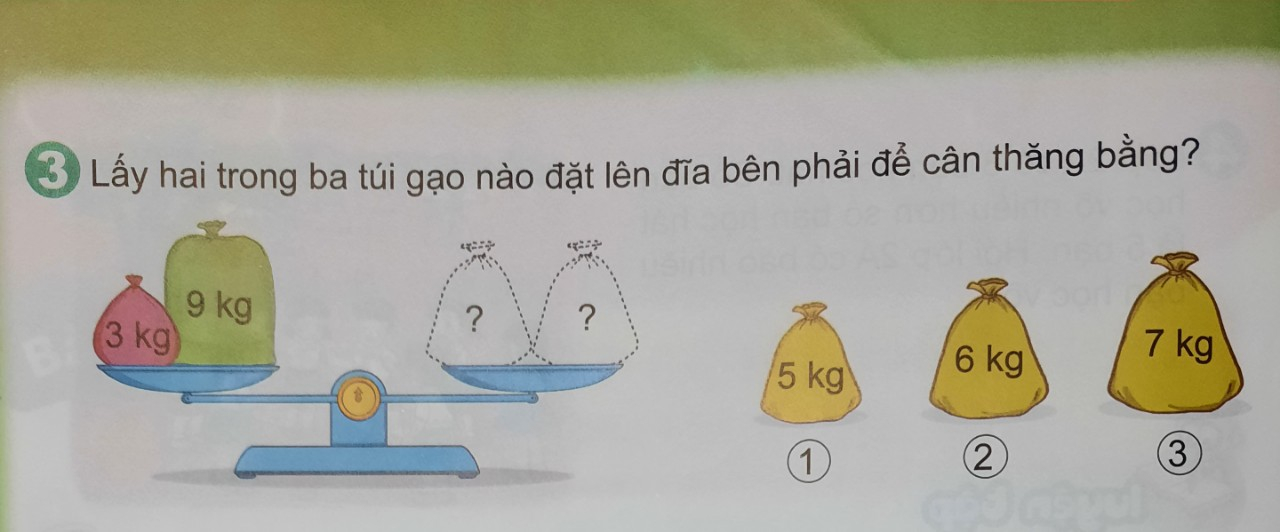 3 Lấy hai trong ba túi gạo nào đặt lên đĩa bên phải để cân thăng bằng?
3 kg 9 kg ? ? 5 kg 6 kg 7 kg
1 2 3